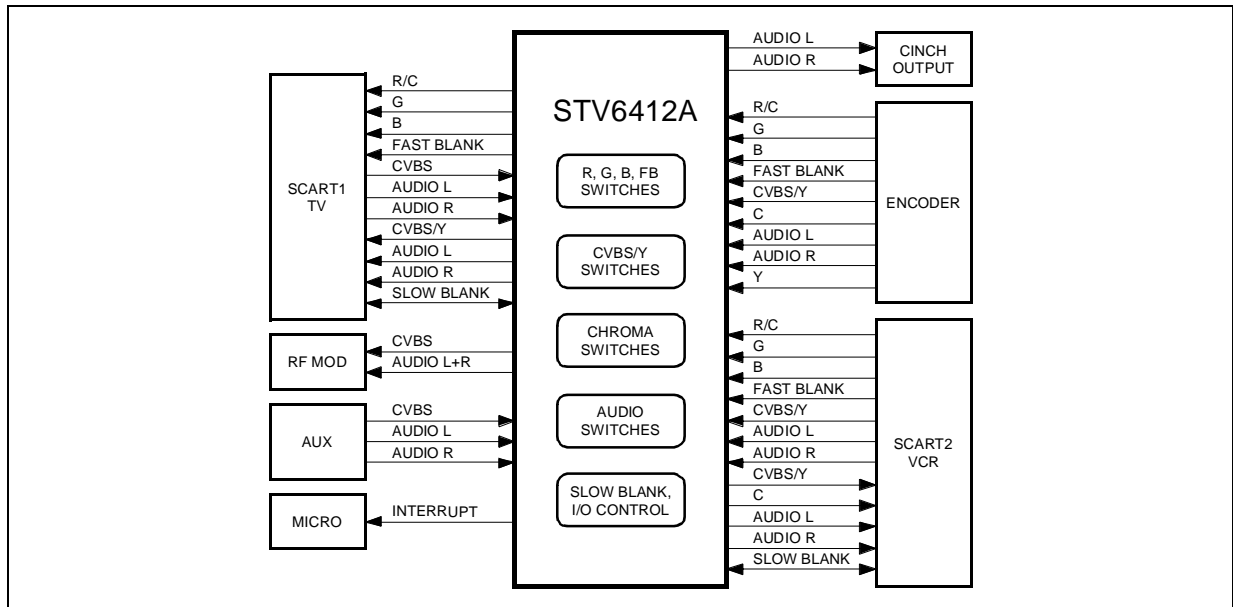 SCART1
TV
R/C
G
B
FAST BLANK
CVBS
AUDIO L
AUDIO R
CVBS/Y
AUDIO L
AUDIO R
SLOW BLANK
RF MOD
CVBS
AUDIO L+R
AUX
CVBS
AUDIO L
AUDIO R
MICRO
INTERRUPT
STV6412A
R, G, B, FB
SWITCHES
CVBS/Y
SWITCHES
CHROMA
SWITCHES
AUDIO
SWITCHES
SLOW BLANK,
I/O CONTROL
AUDIO L
AUDIO R
CINCH
OUTPUT
R/C
G
B
FAST BLANK
CVBS/Y
C
AUDIO L
AUDIO R
Y
ENCODER
R/C
G
B
FAST BLANK
CVBS/Y
AUDIO L
AUDIO R
CVBS/Y
C
AUDIO L
AUDIO R
SLOW BLANK
SCART2
VCR